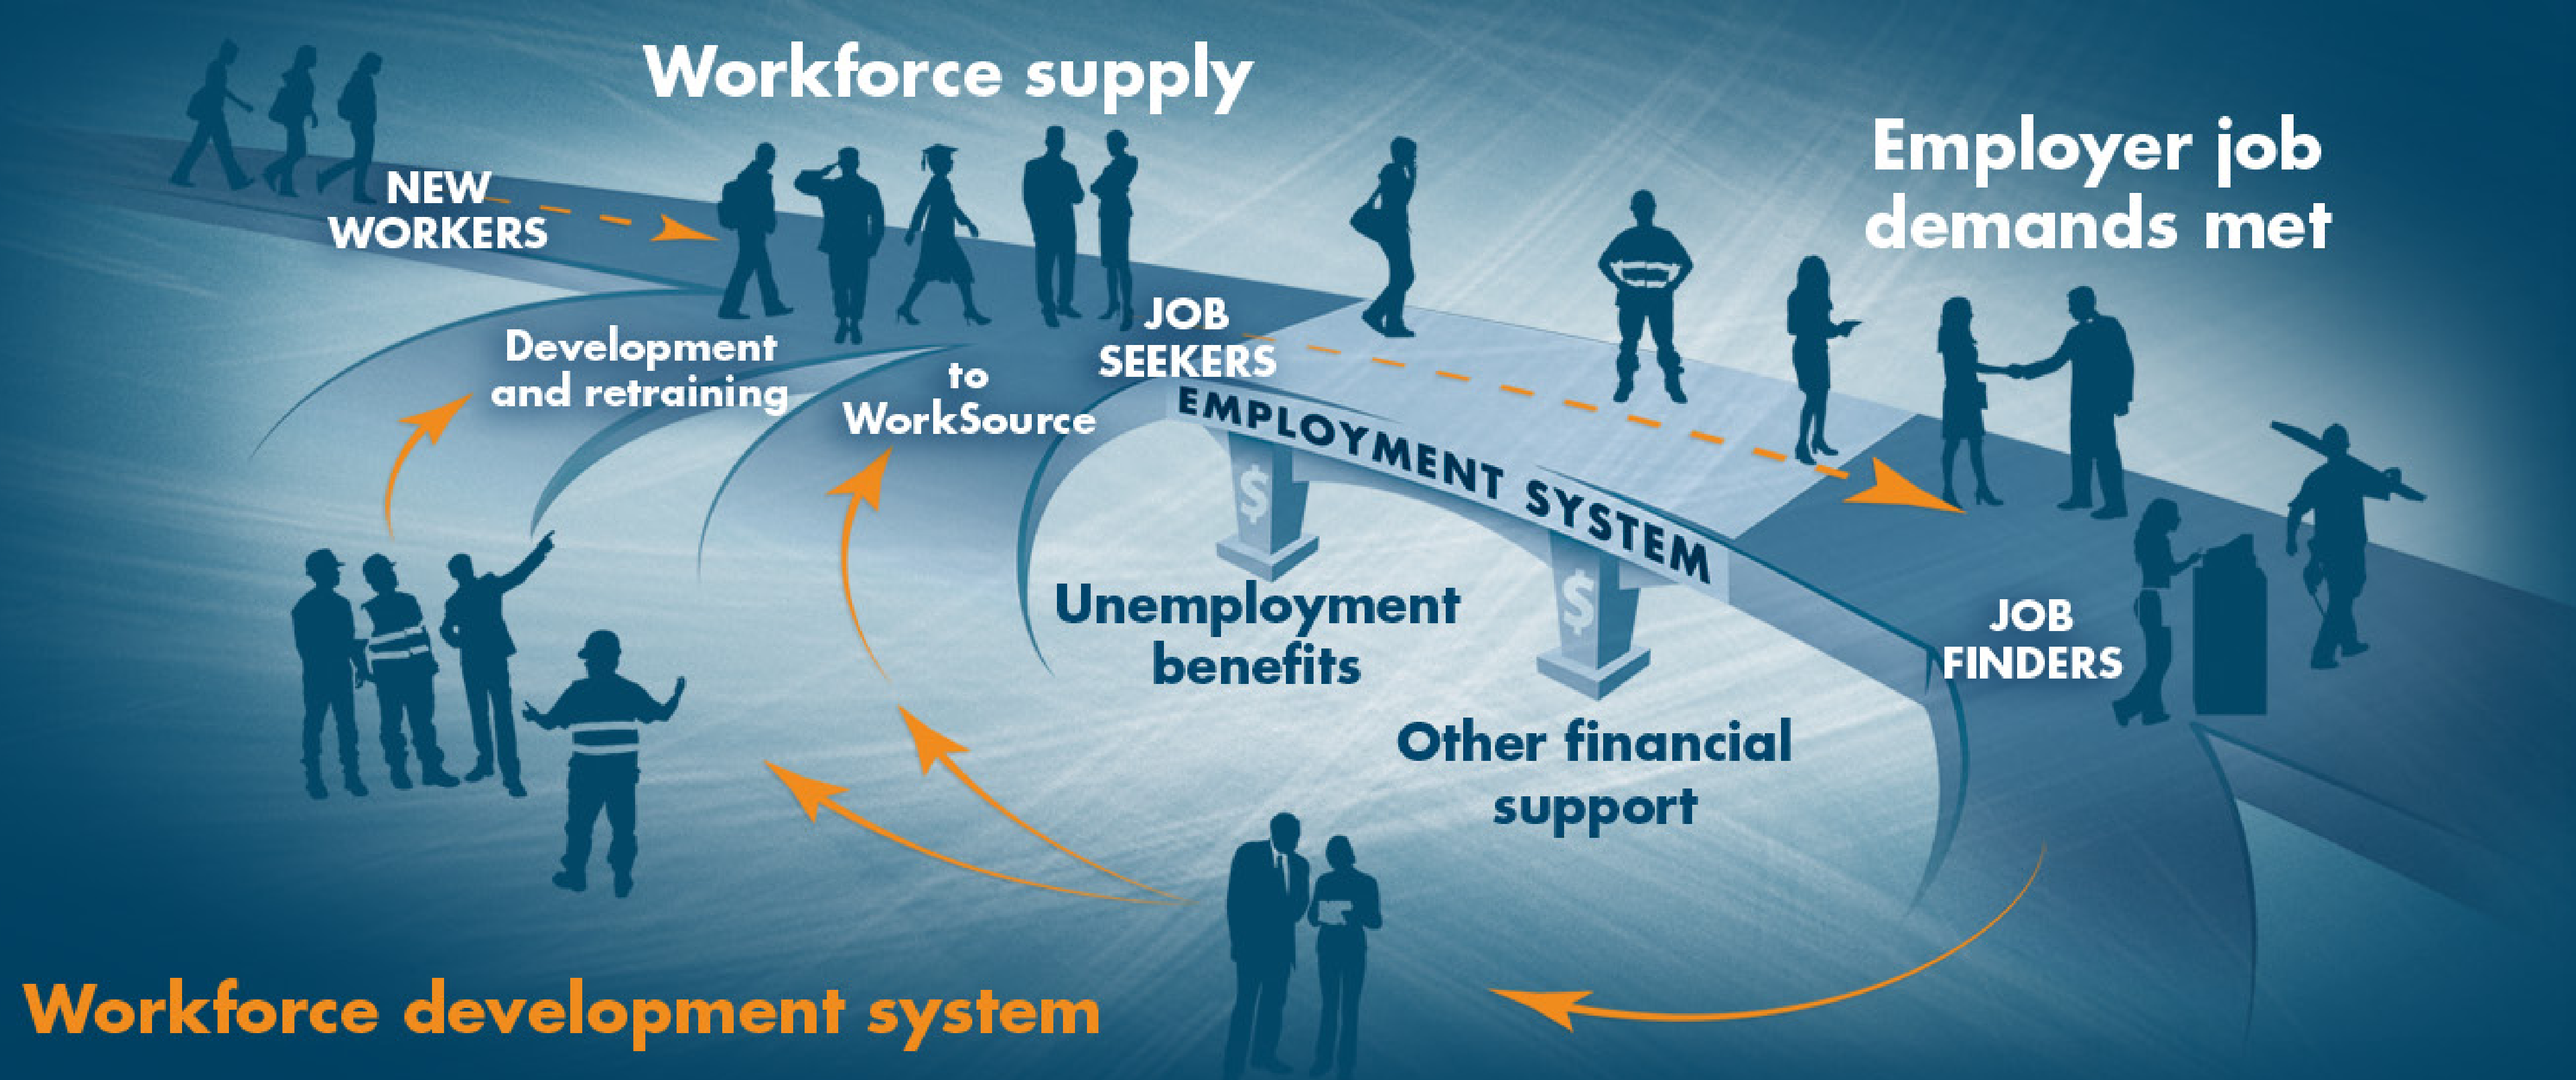 Workforce supply
Employer job
demands met
NEW
WORKERS
Development
and retraining
to
WorkSource
JOB
SEEKERS
EMPLOYMENT SYSTEM
$
$
Unemployment
benefits
Other financial
support
JOB
FINDERS
Workforce development system